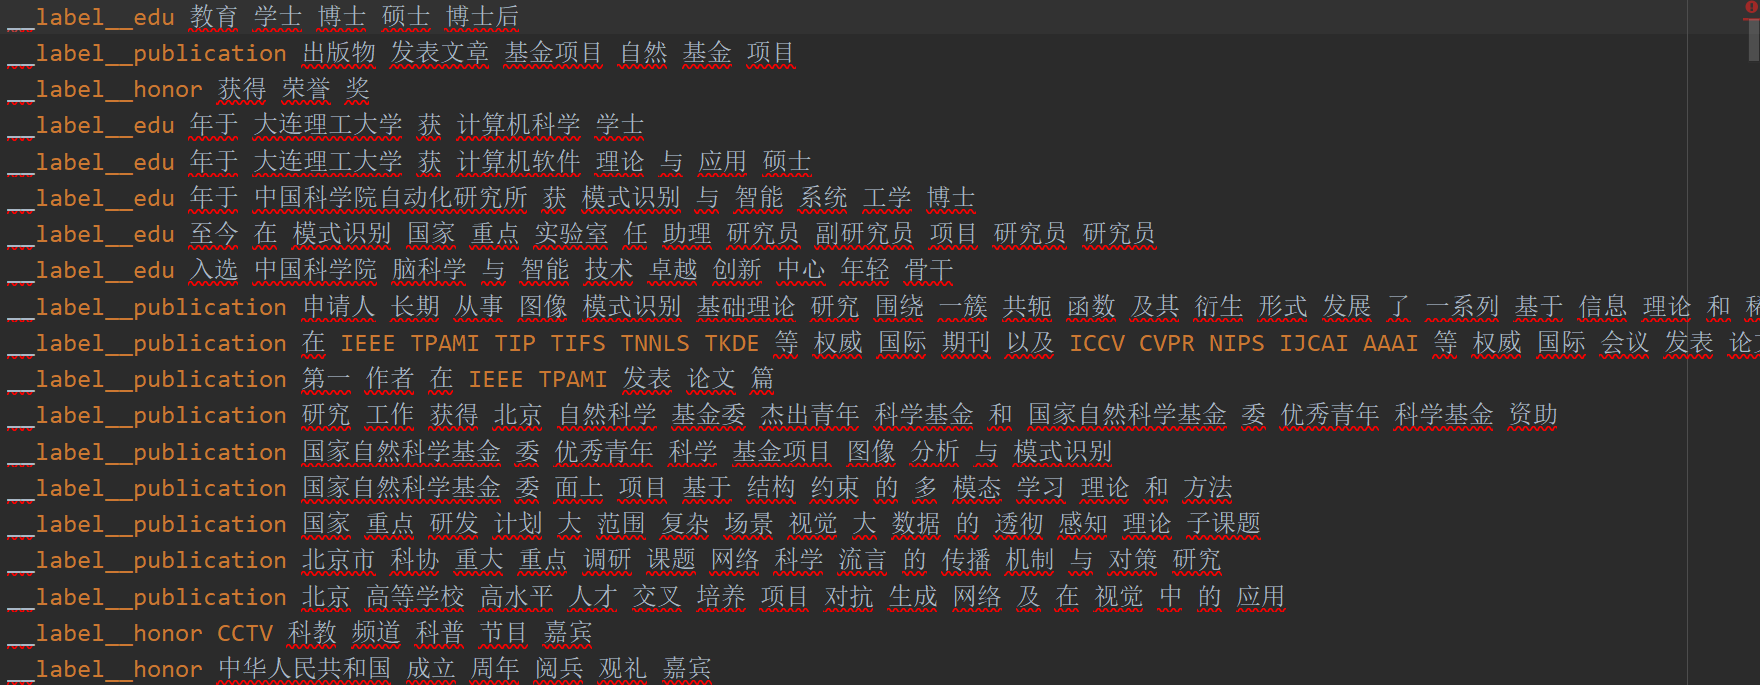 __label__edu 教育 学士 博士 硕士 博士后
__label__publication 出版物 发表文章 基金项目 自然 基金 项目
__label__honor 获得 荣誉 奖
__label__edu 年于 大连理工大学 获 计算机科学 学士
__label__edu 年于 大连理工大学 获 计算机软件 理论 与 应用 硕士
__label__edu 年于 中国科学院自动化研究所 获 模式识别 与 智能 系统 工学 博士
__label__edu 至今 在 模式识别 国家 重点 实验室 任 助理 研究员 副研究员 项目 研究员 研究员
__label__edu 入选 中国科学院 脑科学 与 智能 技术 卓越 创新 中心 年轻 骨干
__label__publication 申请人 长期 从事 图像 模式识别 基础理论 研究 围绕 一簇 共轭 函数 及其 衍生 形式 发展 了 一系列 基于 信息 理论 和
__label__publication 在 IEEE TPAMI TIP TIFS TNNLS TKDE 等 权威 国际 期刊 以及 ICCV CVPR NIPS IJCAI AAAI 等 权威 国际 会议 发表 论文
__label__publication 第一 作者 在 IEEE TPAMI 发表 论文 篇
__label__publication 研究 工作 获得 北京 自然科学 基金委 杰出青年 科学基金 和 国家自然科学基金 委 优秀青年 科学基金 资助
__label__publication 国家自然科学基金 委 优秀青年 科学 基金项目 图像 分析 与 模式识别
__label__publication 国家自然科学基金 委 面上 项目 基于 结构 约束 的 多 模态 学习 理论 和 方法
__label__publication 国家 重点 研发 计划 大 范围 复杂 场景 视觉 大 数据 的 透彻 感知 理论 子课题
__label__publication 北京市 科协 重大 重点 调研 课题 网络 科学 流言 的 传播 机制 与 对策 研究
__label__publication 北京 高等学校 高水平 人才 交叉 培养 项目 对抗 生成 网络 及 在 视觉 中 的 应用
__label__honor CCTV 科教 频道 科普 节目 嘉宾
__label__honor 中华人民共和国 成立 周年 阅兵 观礼 嘉宾